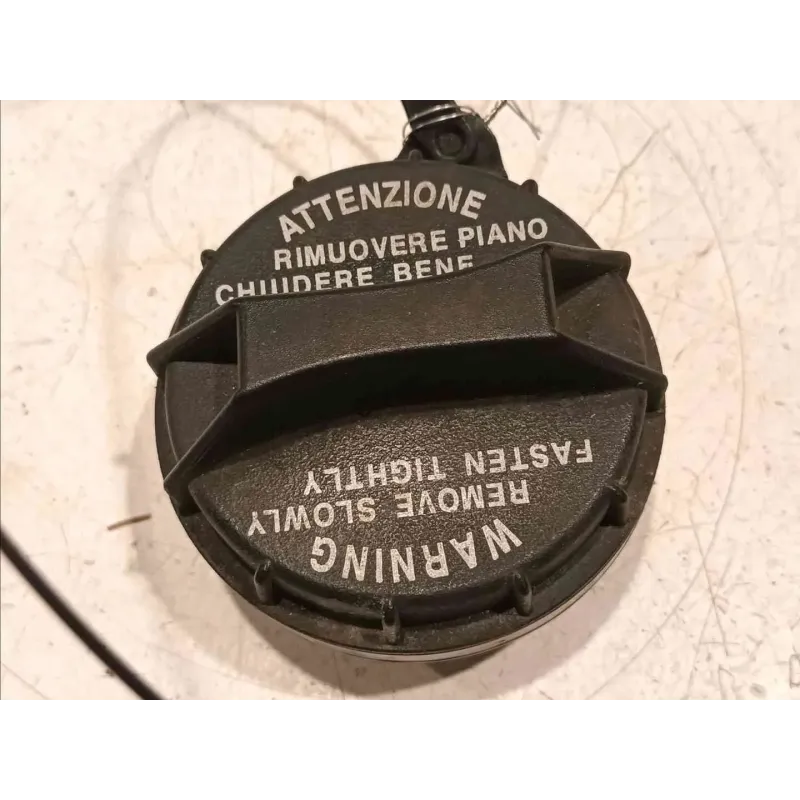 ATTENZIONE
RIMUOVERE PIANO
CHIUDERE BENE
WARNING
REMOVE SLOWLY
FASTEN TIGHTLY